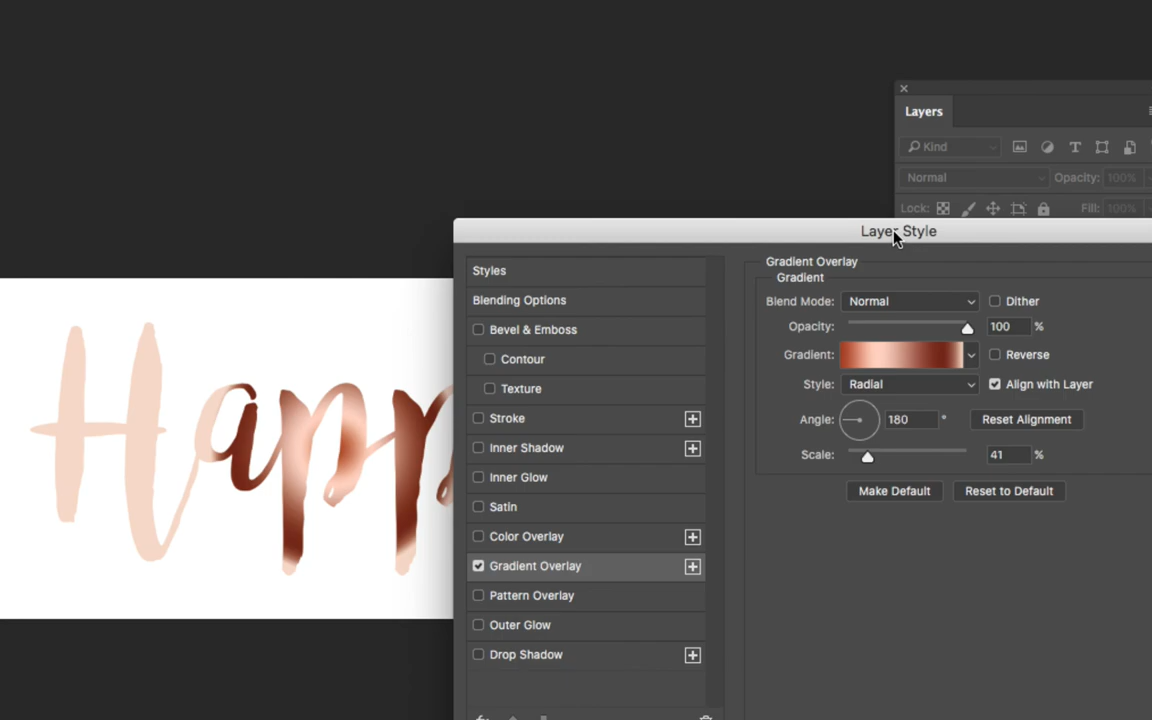 Layers
Kind
Normal
Opacity: 100%
Lock:
Fill: 100%
Layer Style
Happ
Styles
Blending Options
Bevel & Emboss
Contour
Texture
Stroke
Inner Shadow
Inner Glow
Satin
Color Overlay
Gradient Overlay
Pattern Overlay
Outer Glow
Drop Shadow
Gradient Overlay
Gradient
Blend Mode: Normal Dither
Opacity: 100 %
Gradient: Reverse
Style: Radial Align with Layer
Angle: 180 ° Reset Alignment
Scale: 41 %
Make Default Reset to Default